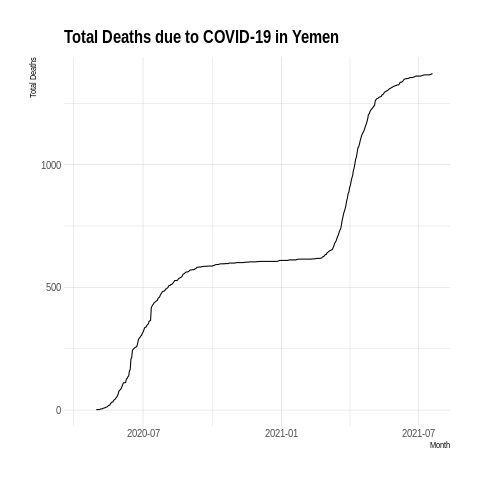 Total Deaths due to COVID-19 in Yemen
Total Deaths
1000
500
0
2020-07
2021-01
2021-07
Month